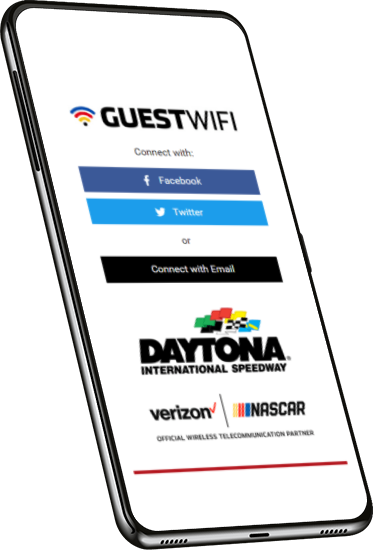 GUESTWIFI
Connect with:
Facebook
Twitter
or
Connect with Email
DAYTONA®
INTERNATIONAL SPEEDWAY
verizon✓ | NASCAR
OFFICIAL WIRELESS TELECOMMUNICATION PARTNER